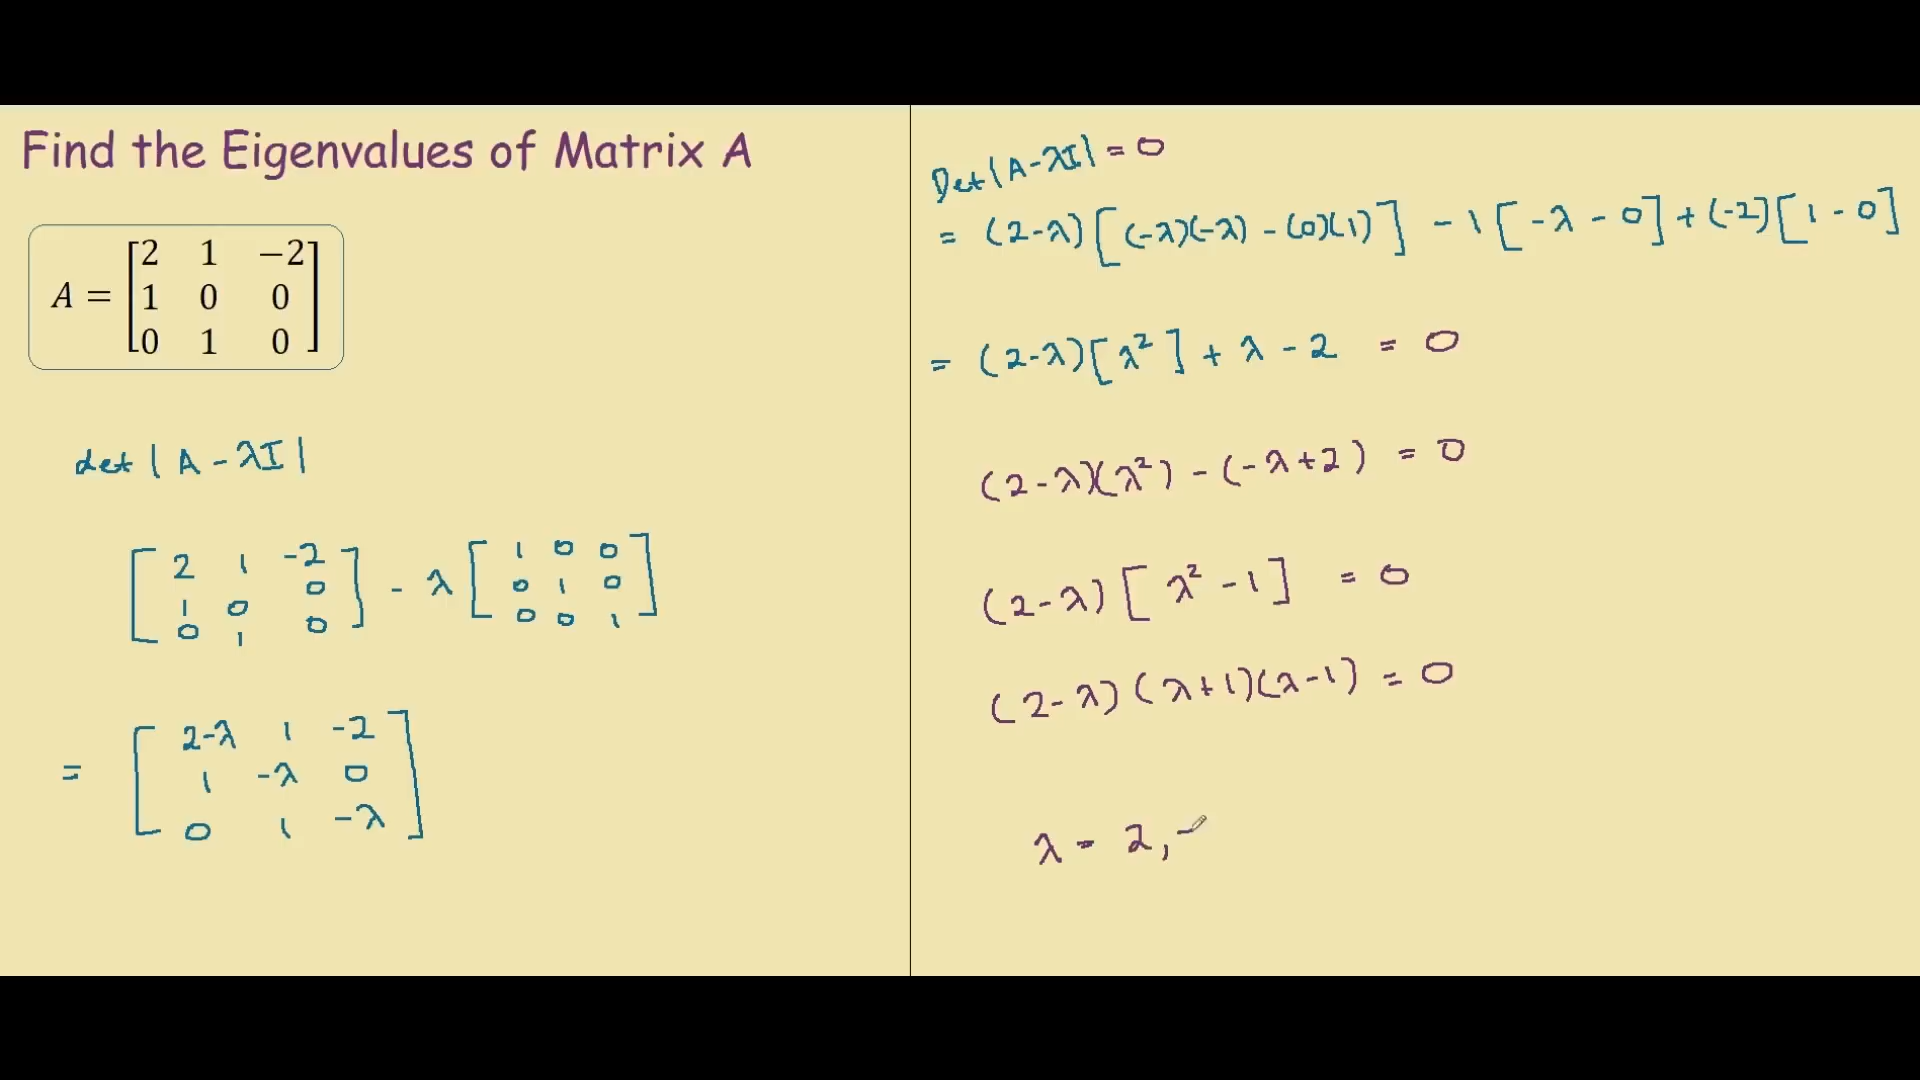 Find the Eigenvalues of Matrix A
A = [2 1 −2
1 0 0
0 1 0]
det | A - λI |
[2 1 -2
1 0 0
0 1 0] - λ [1 0 0
0 1 0
0 0 1]
= [2-λ 1 -2
1 -λ 0
0 1 -λ]
Det |A-λI| = 0
= (2-λ)[(-λ)(-λ) - (0)(1)] - 1[-λ - 0] + (-2)[1 - 0]
= (2-λ)[λ²] + λ - 2 = 0
(2-λ)(λ²) - (-λ+2) = 0
(2-λ)[λ² - 1] = 0
(2-λ)(λ+1)(λ-1) = 0
λ = 2, -